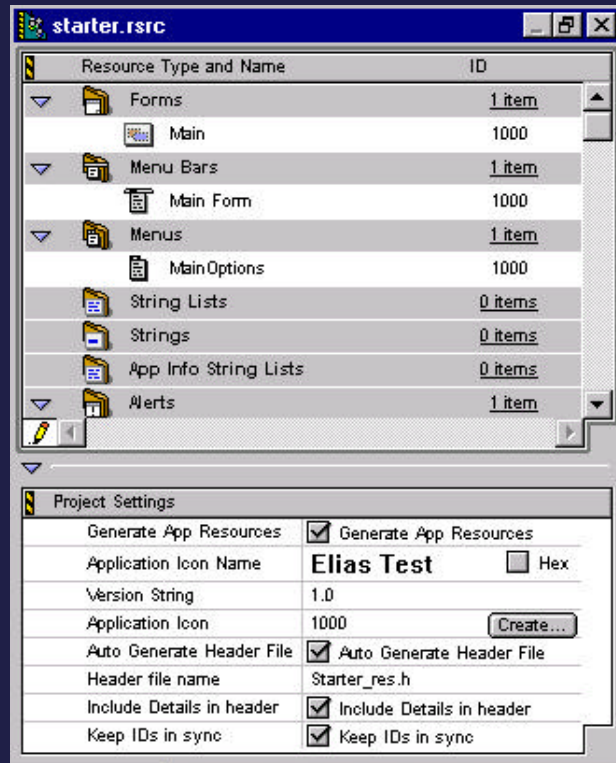 starter.rsrc
Resource Type and Name ID
Forms 1 item
Main 1000
Menu Bars 1 item
Main Form 1000
Menus 1 item
MainOptions 1000
String Lists 0 items
Strings 0 items
App Info String Lists 0 items
Alerts 1 item
Project Settings
Generate App Resources Generate App Resources
Application Icon Name Elias Test Hex
Version String 1.0
Application Icon 1000 Create...
Auto Generate Header File Auto Generate Header File
Header file name Starter_res.h
Include Details in header Include Details in header
Keep IDs in sync Keep IDs in sync